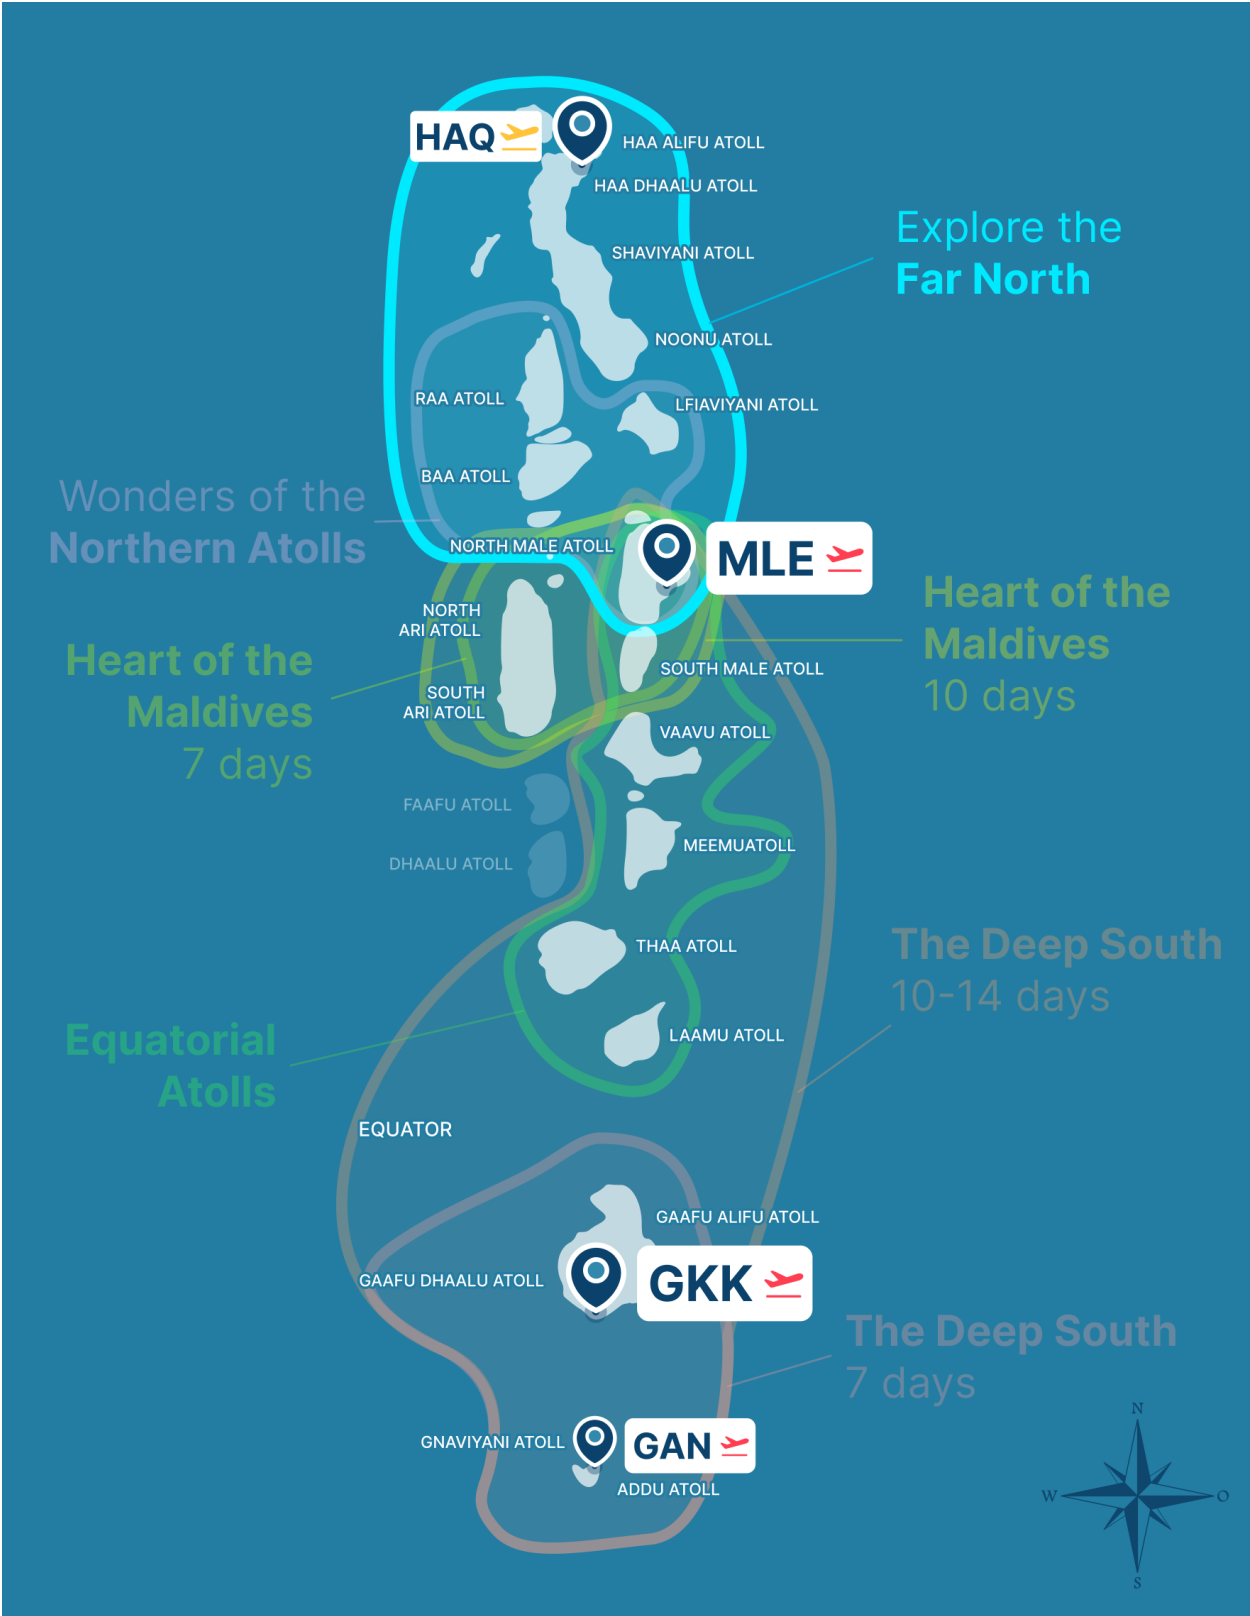 HAQ
HAA ALIFU ATOLL
HAA DHAALU ATOLL
Explore the
Far North
SHAVIYANI ATOLL
NOONU ATOLL
RAA ATOLL
LFIAVIYANI ATOLL
BAA ATOLL
Wonders of the
Northern Atolls
NORTH MALE ATOLL
MLE
Heart of the
Maldives
10 days
NORTH
ARI ATOLL
Heart of the
Maldives
7 days
SOUTH MALE ATOLL
SOUTH
ARI ATOLL
VAAVU ATOLL
FAAFU ATOLL
MEEMUATOLL
DHAALU ATOLL
THAA ATOLL
The Deep South
10-14 days
LAAMU ATOLL
Equatorial
Atolls
EQUATOR
GAAFU ALIFU ATOLL
GAAFU DHAALU ATOLL
GKK
The Deep South
7 days
GNAVIYANI ATOLL
GAN
ADDU ATOLL
N
W
O
S